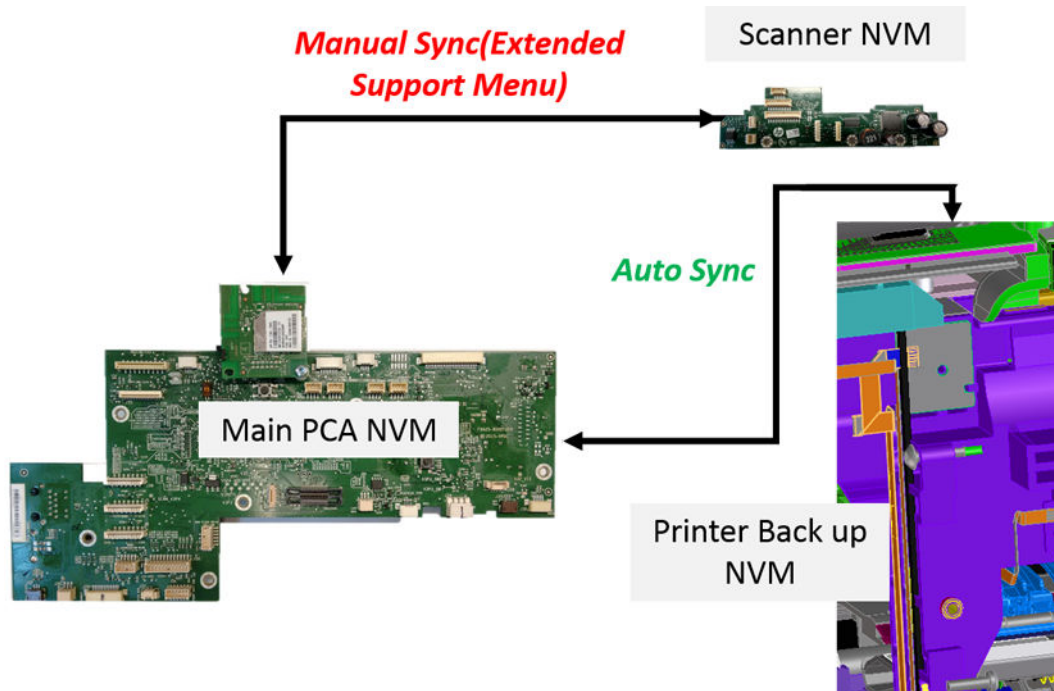 Manual Sync(Extended
Support Menu)
Scanner NVM
Auto Sync
Main PCA NVM
Printer Back up
NVM